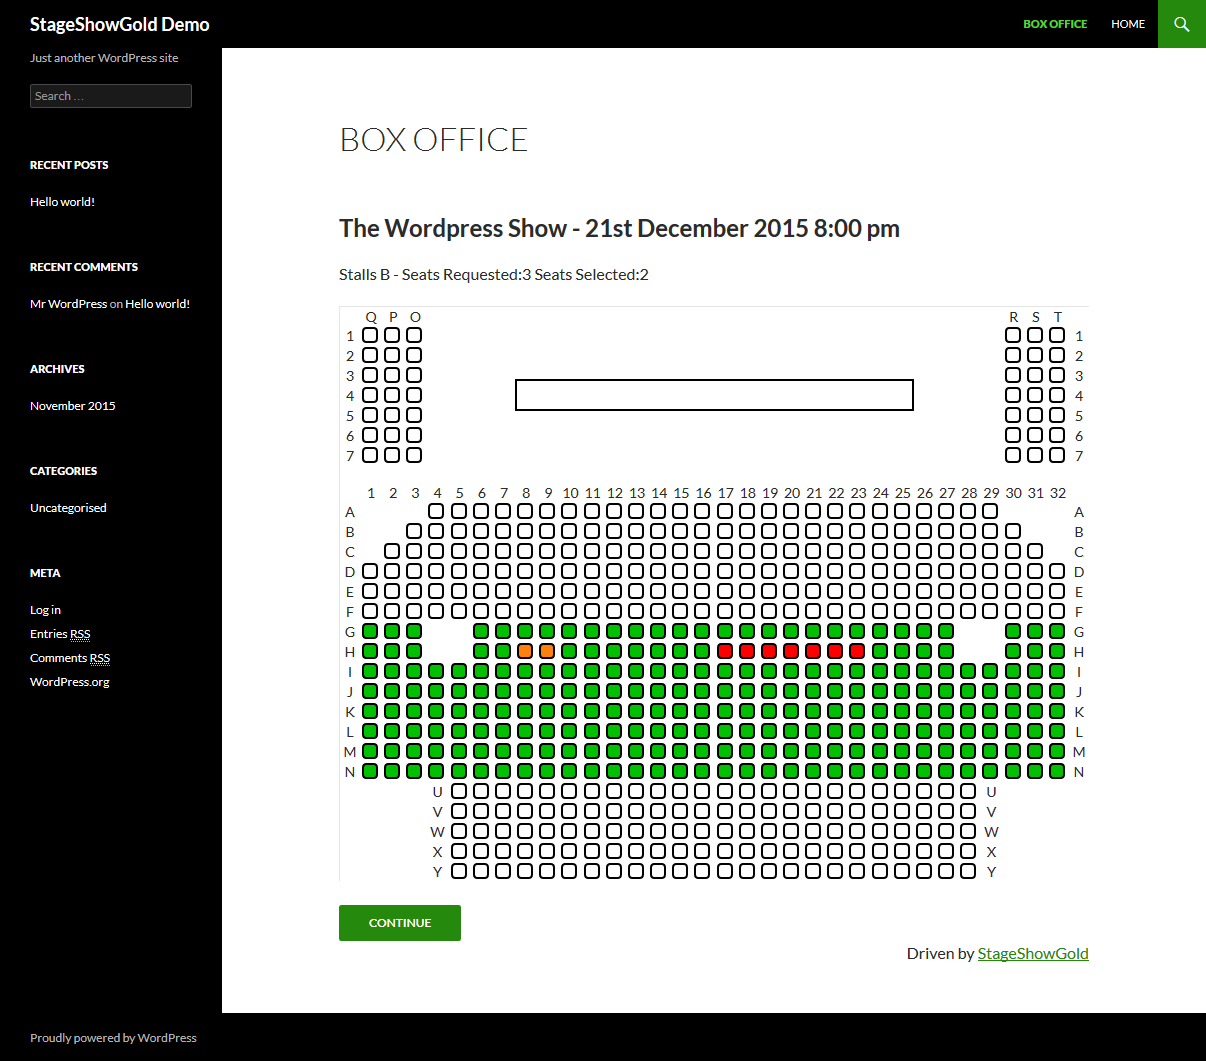 StageShowGold Demo
BOX OFFICE
HOME
Just another WordPress site
Search …
RECENT POSTS
Hello world!
RECENT COMMENTS
Mr WordPress on Hello world!
ARCHIVES
November 2015
CATEGORIES
Uncategorised
META
Log in
Entries RSS
Comments RSS
WordPress.org
BOX OFFICE
The Wordpress Show - 21st December 2015 8:00 pm
Stalls B - Seats Requested:3 Seats Selected:2
Q P O R S T
1 1
2 2
3 3
4 4
5 5
6 6
7 7
1 2 3 4 5 6 7 8 9 10 11 12 13 14 15 16 17 18 19 20 21 22 23 24 25 26 27 28 29 30 31 32
A A
B B
C C
D D
E E
F F
G G
H H
I I
J J
K K
L L
M M
N N
U U
V V
W W
X X
Y Y
CONTINUE
Driven by StageShowGold
Proudly powered by WordPress